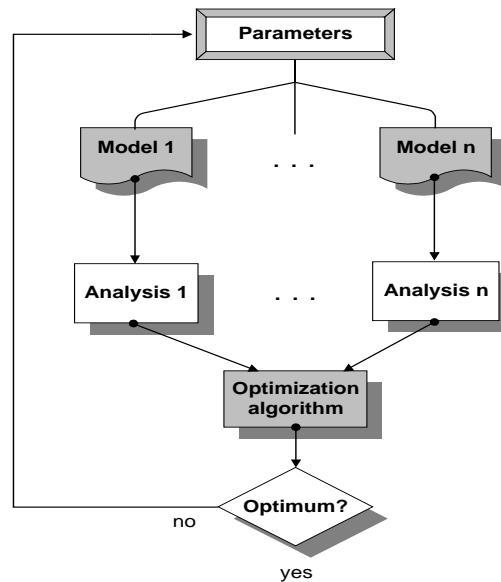 Parameters
Model 1
. . .
Model n
Analysis 1
. . .
Analysis n
Optimization
algorithm
Optimum?
no
yes